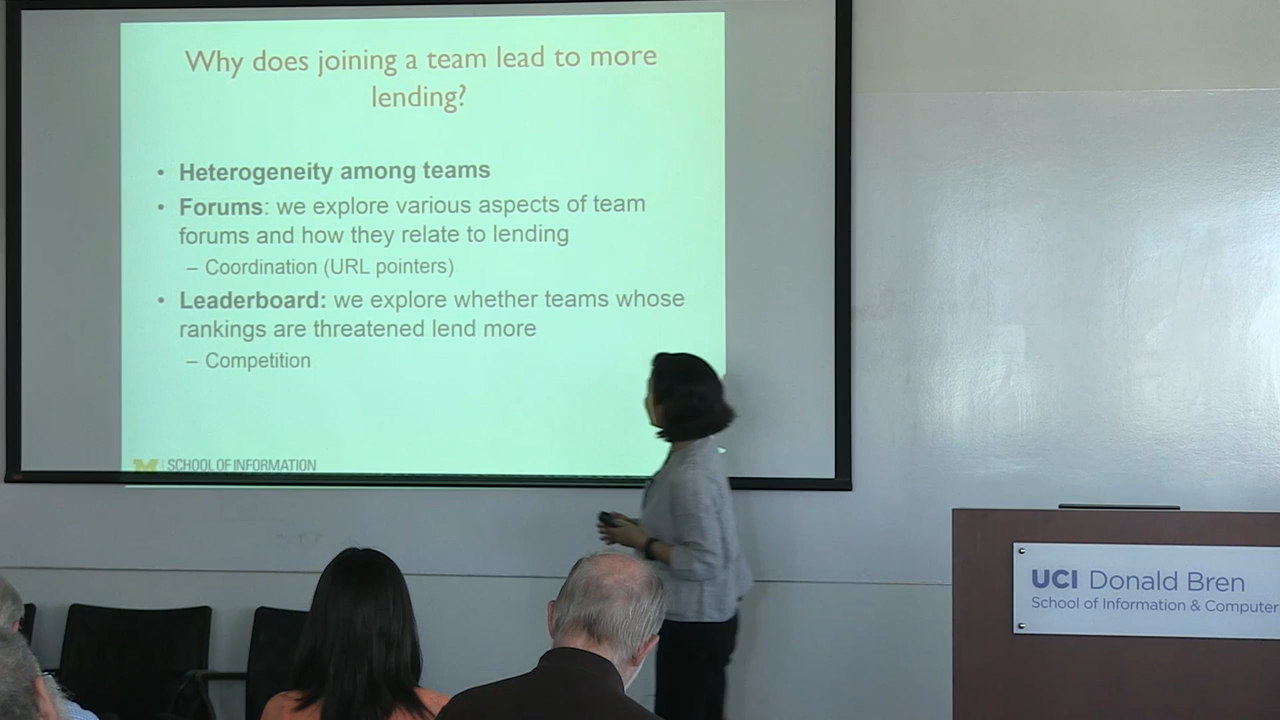 Why does joining a team lead to more
lending?
• Heterogeneity among teams
• Forums: we explore various aspects of team
forums and how they relate to lending
– Coordination (URL pointers)
• Leaderboard: we explore whether teams whose
rankings are threatened lend more
– Competition
M | SCHOOL OF INFORMATION
UCI Donald Bren
School of Information & Computer